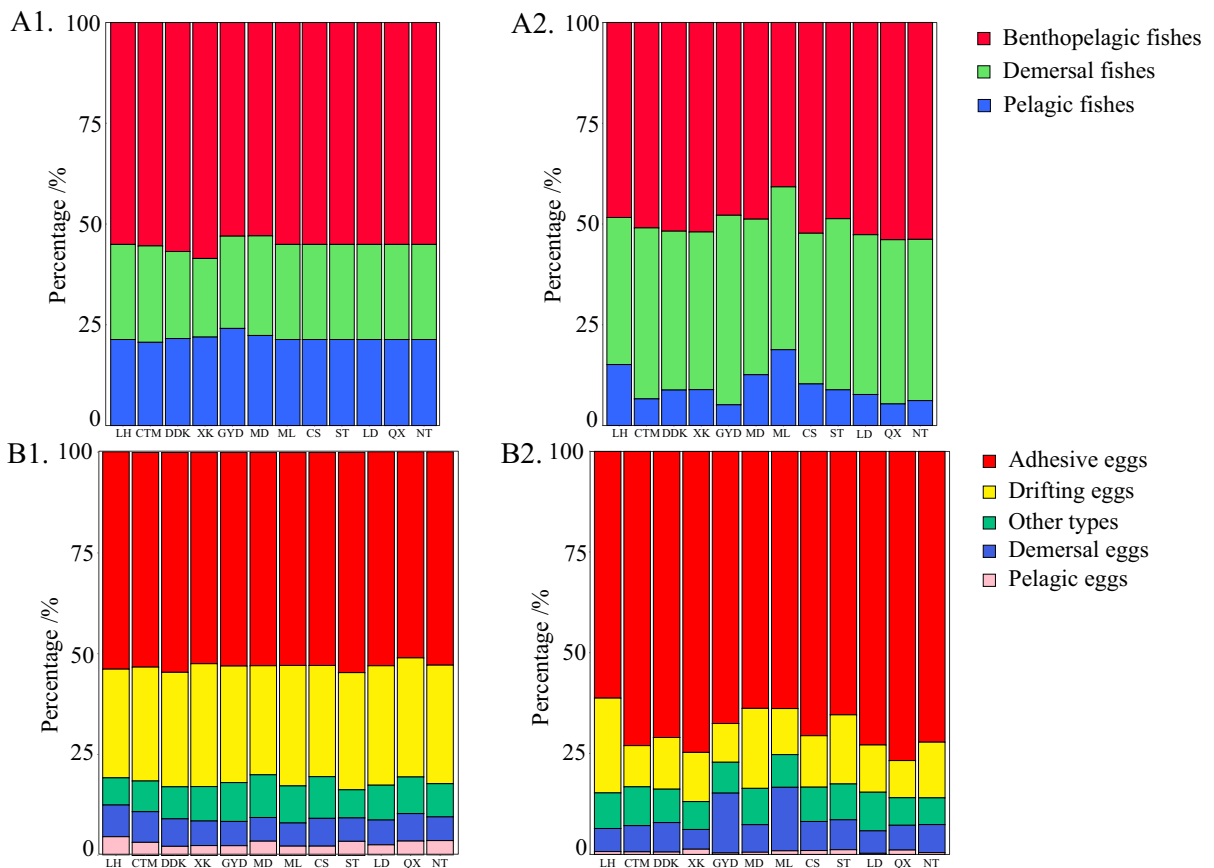 A1.
100
75
50
25
0
Percentage /%
LH CTM DDK XK GYD MD ML CS ST LD QX NT
A2.
100
75
50
25
0
Percentage /%
LH CTM DDK XK GYD MD ML CS ST LD QX NT
Benthopelagic fishes
Demersal fishes
Pelagic fishes
B1.
100
75
50
25
0
Percentage /%
LH CTM DDK XK GYD MD ML CS ST LD QX NT
B2.
100
75
50
25
0
Percentage /%
LH CTM DDK XK GYD MD ML CS ST LD QX NT
Adhesive eggs
Drifting eggs
Other types
Demersal eggs
Pelagic eggs